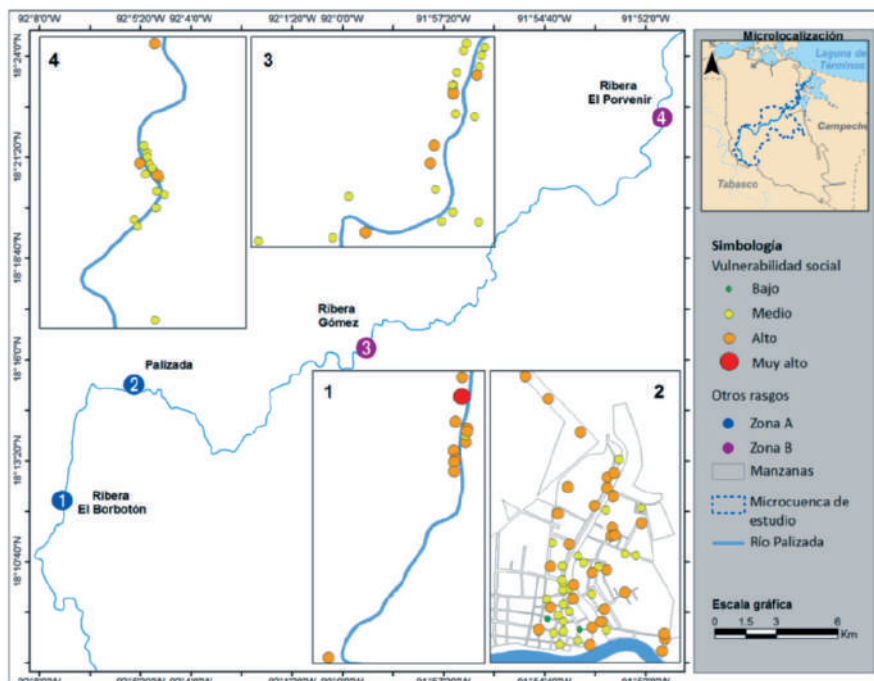 92°8'0"W 92°5'20"W 92°4'0"W 92°1'20"W 92°0'0"W 91°57'20"W 91°54'40"W 91°52'0"W
18°24'0"N
18°21'20"N
18°18'40"N
18°16'0"N
18°13'20"N
18°10'40"N
4
3
Ribera
El Porvenir
4
Ribera
Gómez
3
Palizada
2
1
Ribera
El Borbotón
1
2
Microlocalización
Laguna de
Términos
Campeche
Tabasco
Simbología
Vulnerabilidad social
Bajo
Medio
Alto
Muy alto
Otros rasgos
Zona A
Zona B
Manzanas
Microcuenca de
estudio
Río Palizada
Escala gráfica
0 1.5 3 6
Km